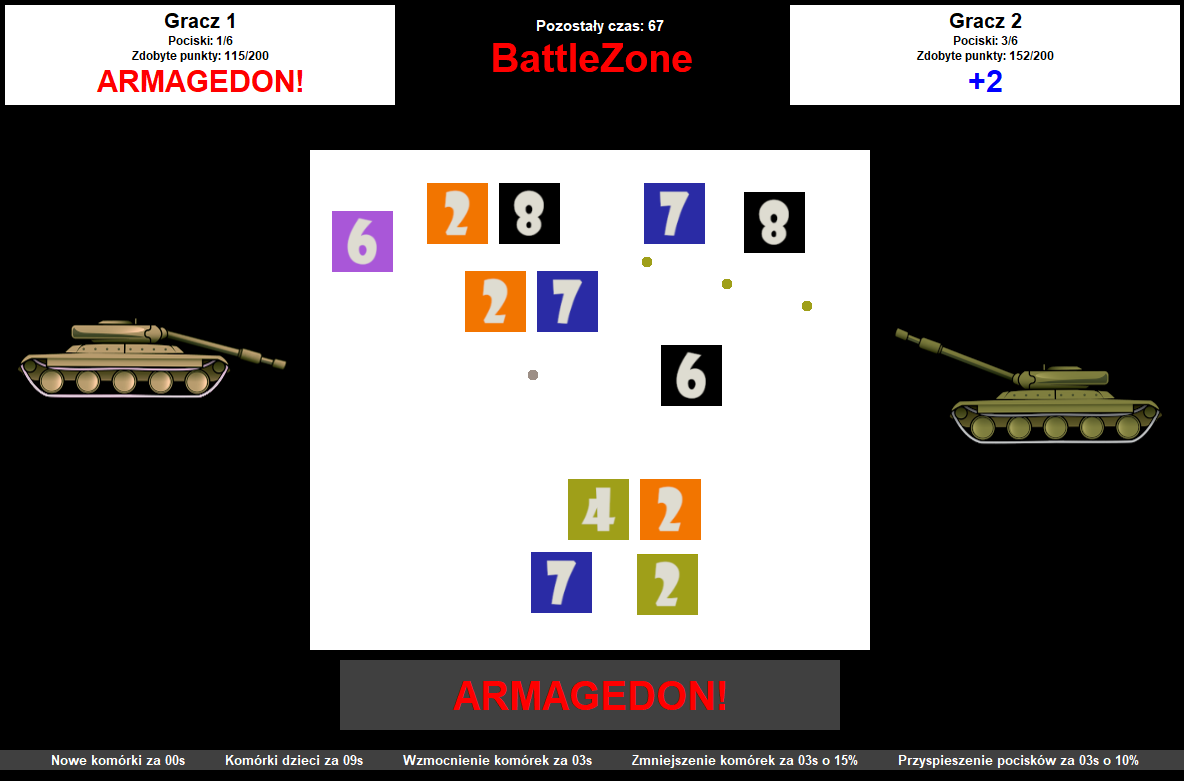 Gracz 1
Pociski: 1/6
Zdobyte punkty: 115/200
ARMAGEDON!
Pozostały czas: 67
BattleZone
Gracz 2
Pociski: 3/6
Zdobyte punkty: 152/200
+2
6 2 8 7 8
2 7
6
4 2
7 2
ARMAGEDON!
Nowe komórki za 00s Komórki dzieci za 09s Wzmocnienie komórek za 03s Zmniejszenie komórek za 03s o 15% Przyspieszenie pocisków za 03s o 10%